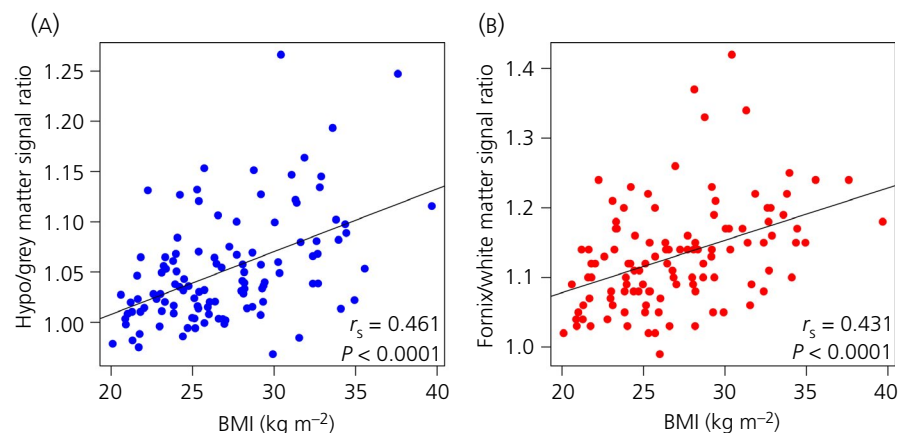 (A)
Hypo/grey matter signal ratio
1.25
1.20
1.15
1.10
1.05
1.00
r_s = 0.461
P < 0.0001
20 25 30 35 40
BMI (kg m⁻²)
(B)
Fornix/white matter signal ratio
1.4
1.3
1.2
1.1
1.0
r_s = 0.431
P < 0.0001
20 25 30 35 40
BMI (kg m⁻²)